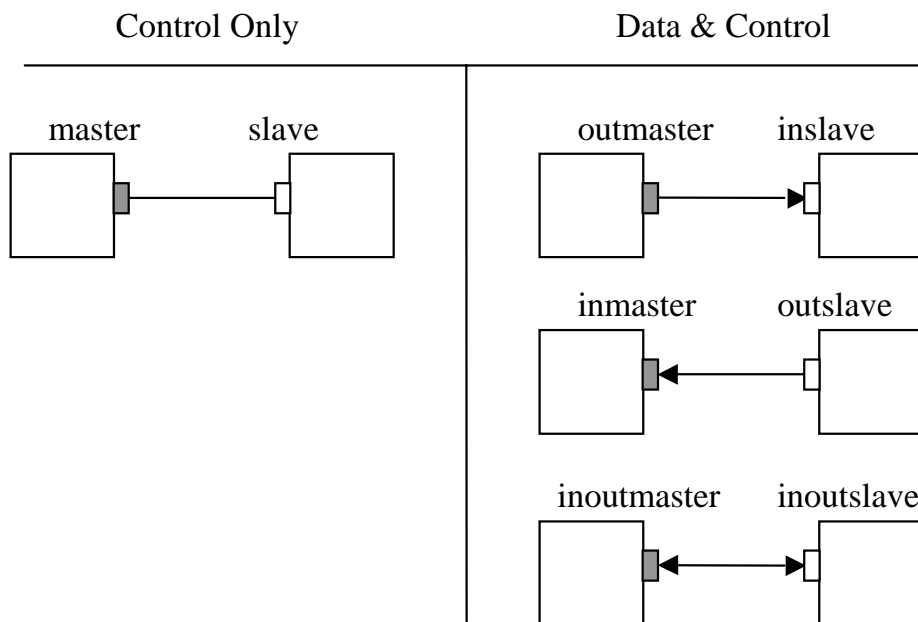 Control Only
Data & Control
master
slave
outmaster
inslave
inmaster
outslave
inoutmaster
inoutslave